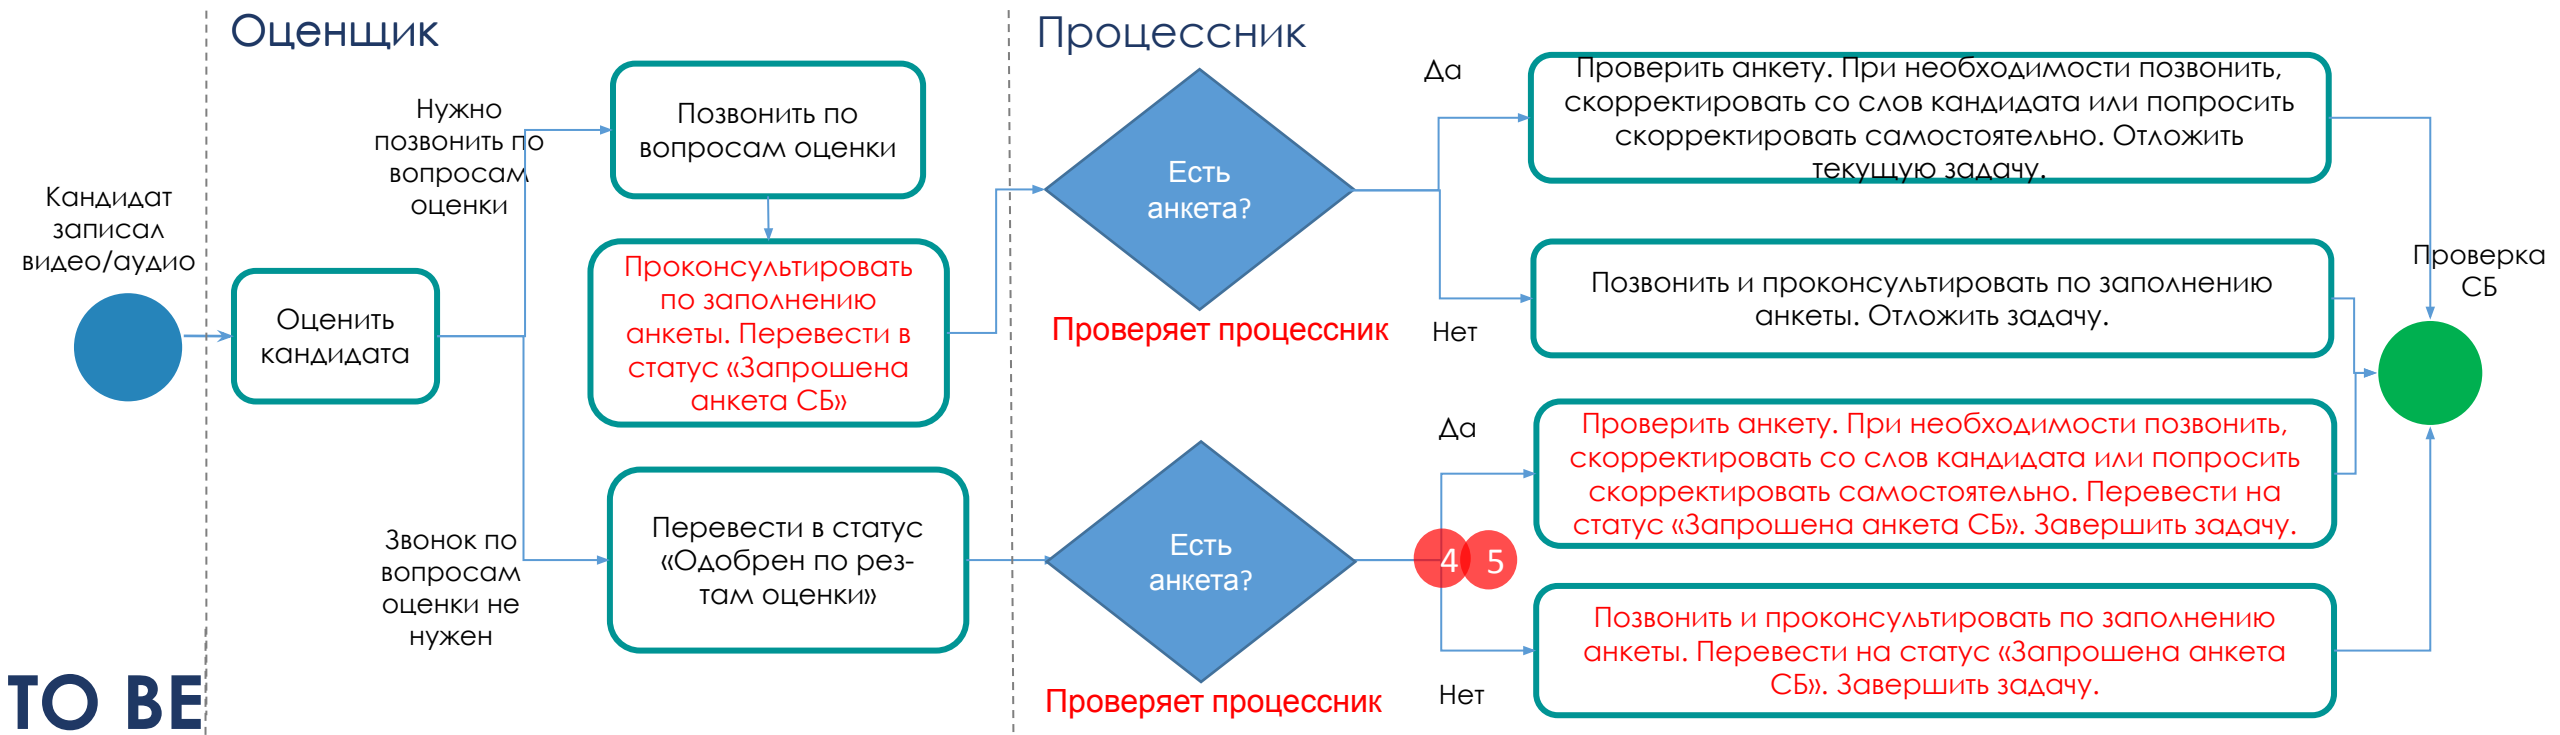 Оценщик
Процессник
Кандидат
записал
видео/аудио
Оценить
кандидата
Нужно
позвонить по
вопросам
оценки
Позвонить по
вопросам оценки
Проконсультировать
по заполнению
анкеты. Перевести в
статус «Запрошена
анкета СБ»
Звонок по
вопросам
оценки не
нужен
Перевести в статус
«Одобрен по рез-
там оценки»
Есть
анкета?
Проверяет процессник
Да
Проверить анкету. При необходимости позвонить,
скорректировать со слов кандидата или попросить
скорректировать самостоятельно. Отложить
текущую задачу.
Нет
Позвонить и проконсультировать по заполнению
анкеты. Отложить задачу.
Есть
анкета?
Проверяет процессник
4 5
Да
Проверить анкету. При необходимости позвонить,
скорректировать со слов кандидата или попросить
скорректировать самостоятельно. Перевести на
статус «Запрошена анкета СБ». Завершить задачу.
Нет
Позвонить и проконсультировать по заполнению
анкеты. Перевести на статус «Запрошена анкета
СБ». Завершить задачу.
Проверка
СБ
TO BE